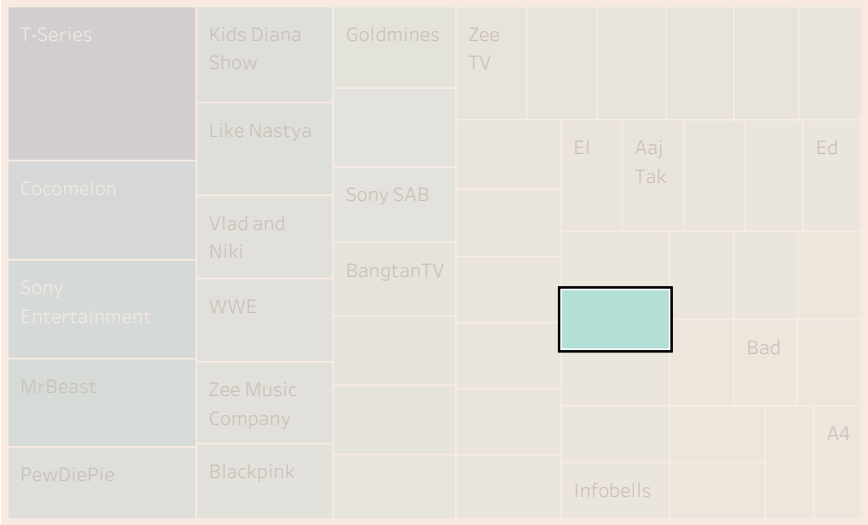 T-Series
Kids Diana
Show
Goldmines
Zee
TV
Like Nastya
El
Aaj
Tak
Ed
Cocomelon
Sony SAB
Vlad and
Niki
BangtanTV
Sony
Entertainment
WWE
Bad
MrBeast
Zee Music
Company
A4
PewDiePie
Blackpink
Infobells